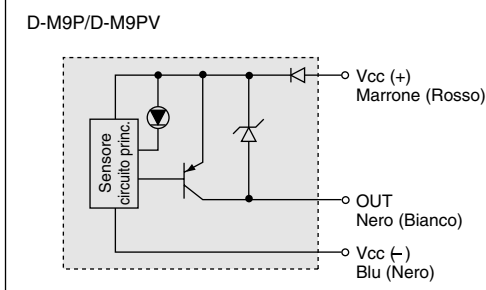 D-M9P/D-M9PV
Vcc (+)
Marrone (Rosso)
Sensore
circuito princ.
OUT
Nero (Bianco)
Vcc (–)
Blu (Nero)